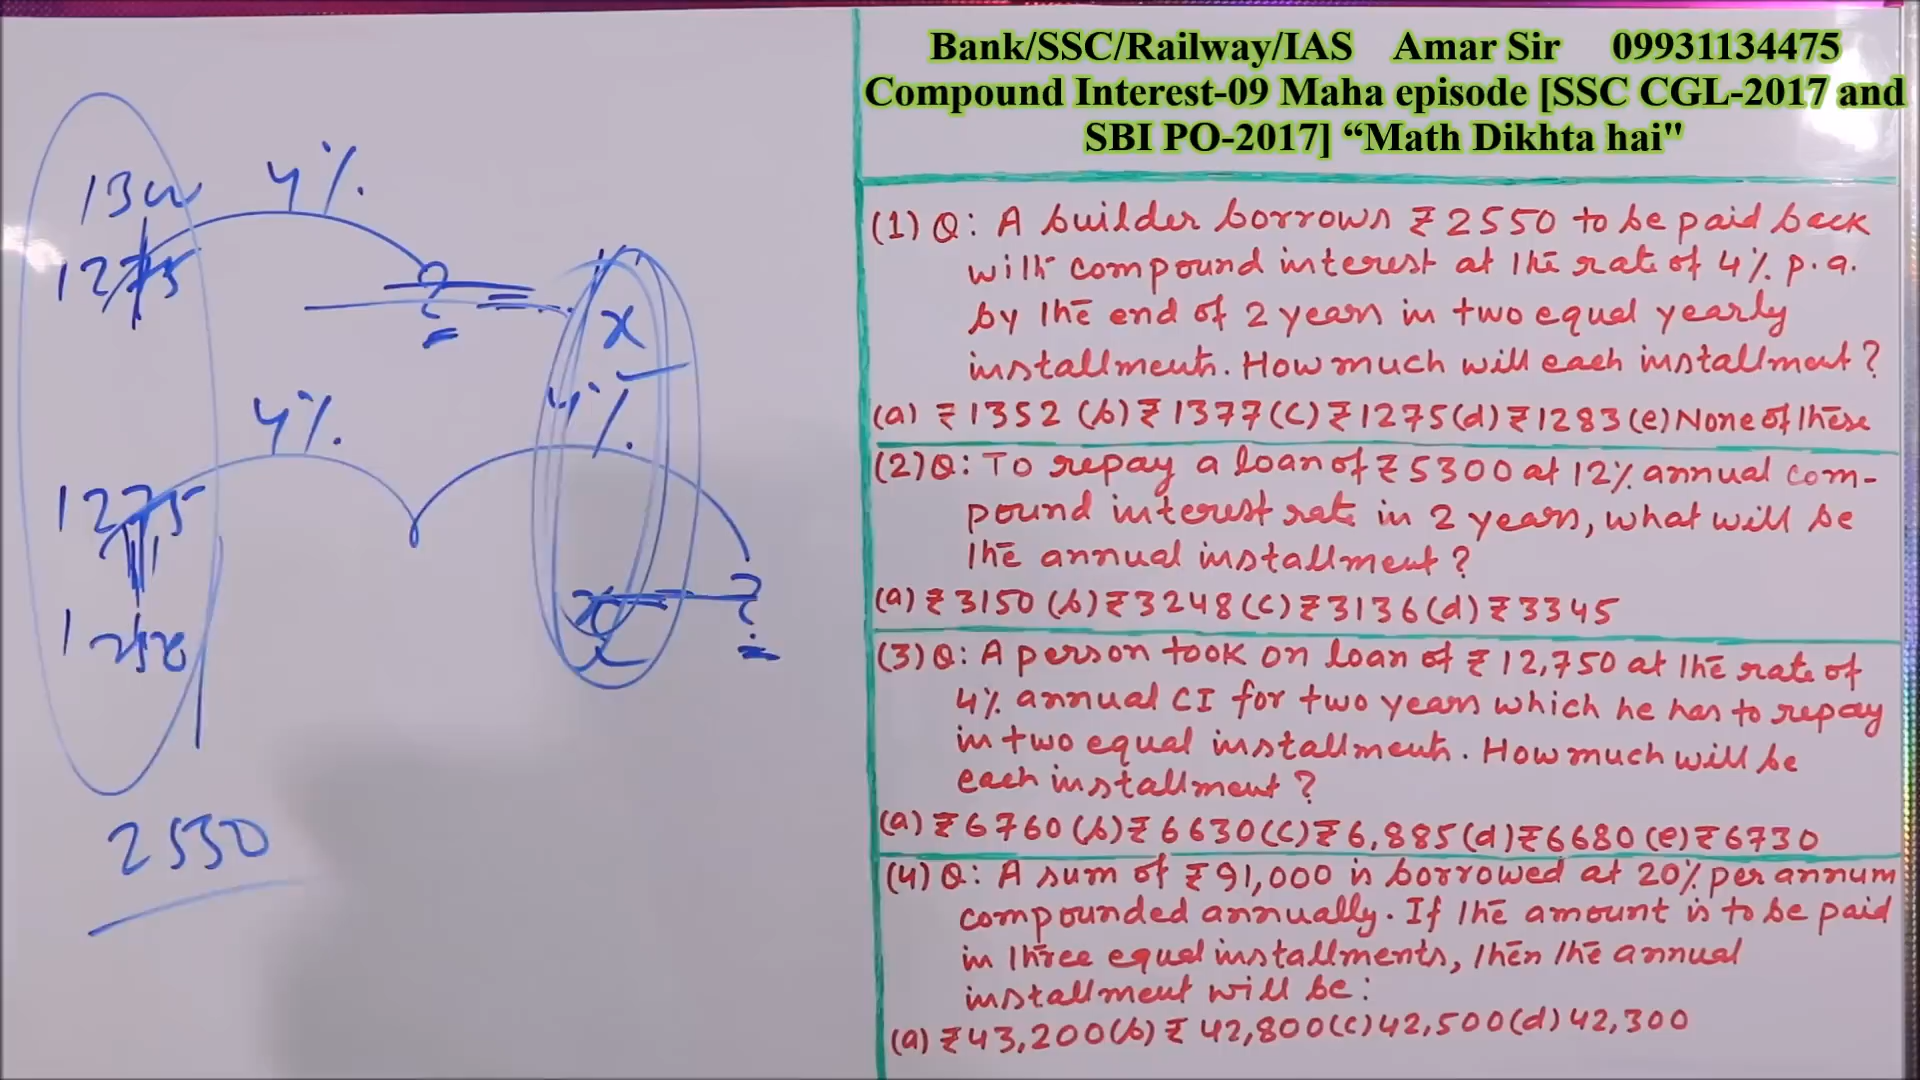 Bank/SSC/Railway/IAS Amar Sir 09931134475
Compound Interest-09 Maha episode [SSC CGL-2017 and
SBI PO-2017] “Math Dikhta hai"
(1) Q: A builder borrows ₹2550 to be paid back
with compound interest at the rate of 4% p.a.
by the end of 2 years in two equal yearly
installments. How much will each installment?
(a) ₹1352 (b) ₹1377 (c) ₹1275 (d) ₹1283 (e) None of these
(2) Q: To repay a loan of ₹5300 at 12% annual com-
pound interest rate in 2 years, what will be
the annual installment?
(a) ₹3150 (b) ₹3248 (c) ₹3136 (d) ₹3345
(3) Q: A person took on loan of ₹12,750 at the rate of
4% annual CI for two years which he has to repay
in two equal installments. How much will be
each installment?
(a) ₹6760 (b) ₹6630 (c) ₹6,885 (d) ₹6680 (e) ₹6730
(4) Q: A sum of ₹91,000 is borrowed at 20% per annum
compounded annually. If the amount is to be paid
in three equal installments, then the annual
installment will be:
(a) ₹43,200 (b) ₹42,800 (c) 42,500 (d) 42,300
4%
1275
?
x
4% 4%
1275
x ?
1250
2550